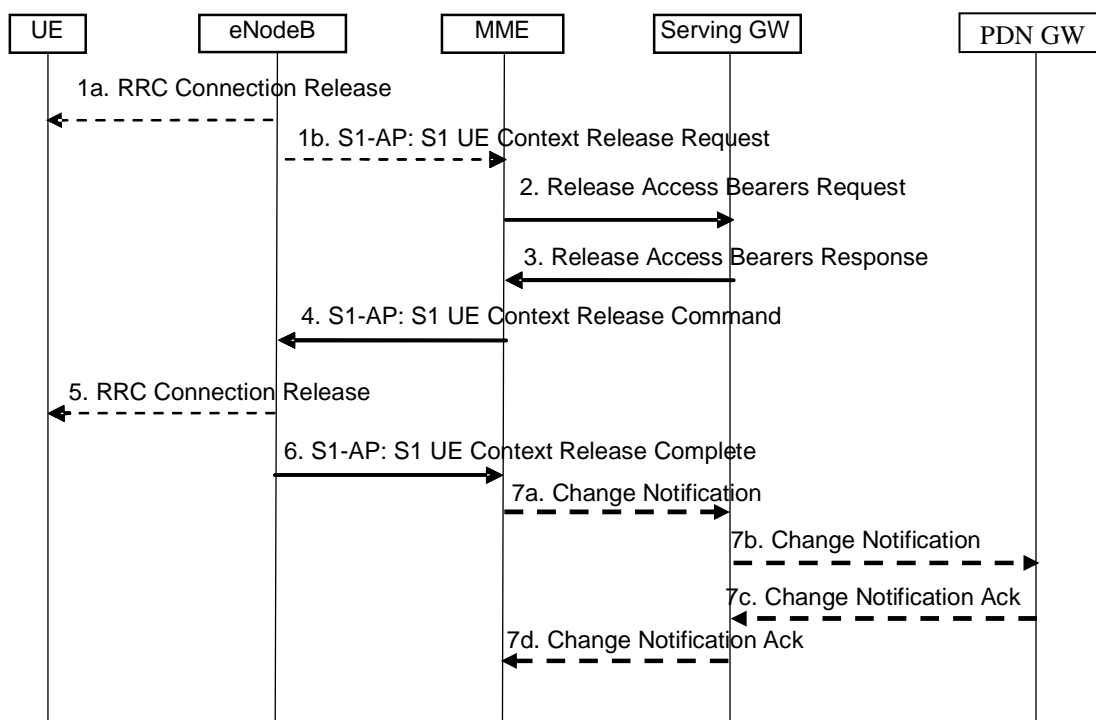 UE eNodeB MME Serving GW PDN GW
1a. RRC Connection Release
1b. S1-AP: S1 UE Context Release Request
2. Release Access Bearers Request
3. Release Access Bearers Response
4. S1-AP: S1 UE Context Release Command
5. RRC Connection Release
6. S1-AP: S1 UE Context Release Complete
7a. Change Notification
7b. Change Notification
7c. Change Notification Ack
7d. Change Notification Ack